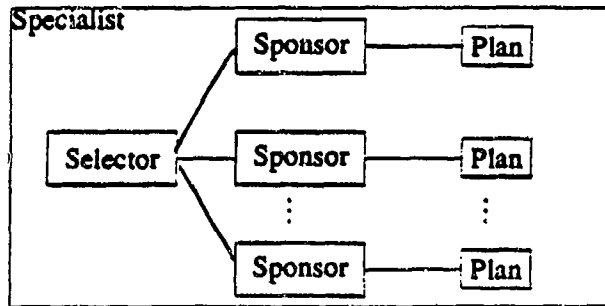 Specialist
Sponsor Plan
Selector Sponsor Plan
⋮ ⋮
Sponsor Plan